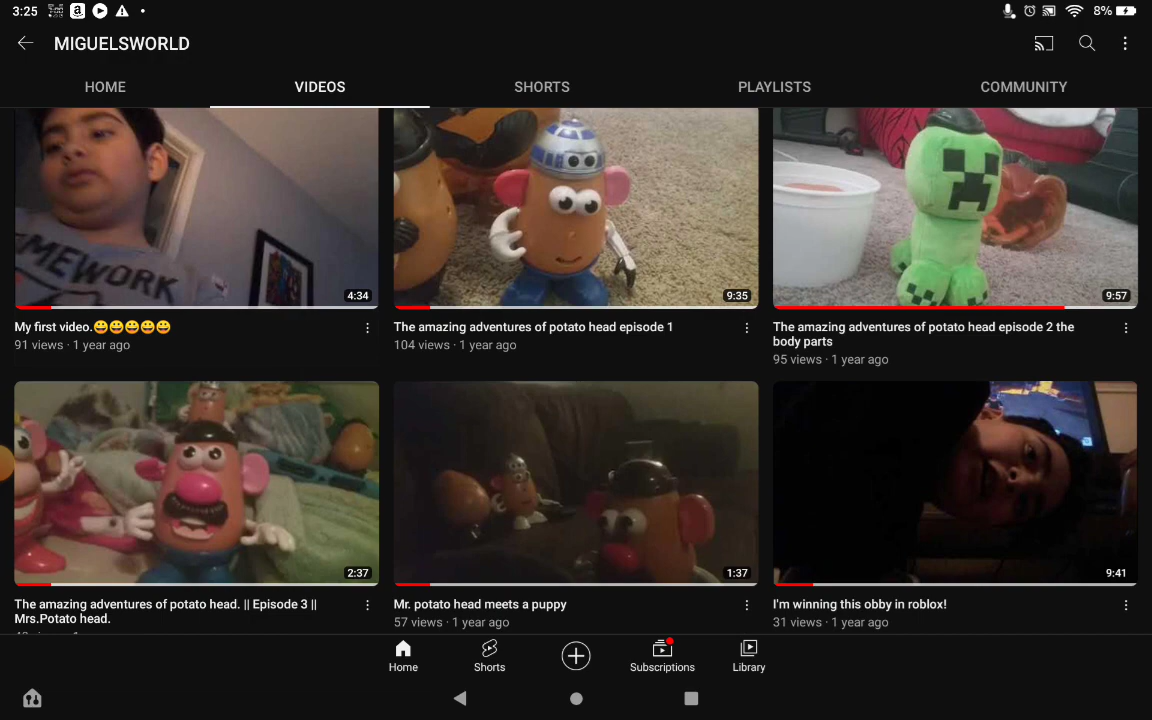 3:25
8%
MIGUELSWORLD
HOME
VIDEOS
SHORTS
PLAYLISTS
COMMUNITY
EMEWORK
4:34
9:35
9:57
My first video.😀😀😀😀😀
91 views · 1 year ago
The amazing adventures of potato head episode 1
104 views · 1 year ago
The amazing adventures of potato head episode 2 the
body parts
95 views · 1 year ago
2:37
1:37
9:41
The amazing adventures of potato head. || Episode 3 ||
Mrs.Potato head.
Mr. potato head meets a puppy
57 views · 1 year ago
I'm winning this obby in roblox!
31 views · 1 year ago
Home
Shorts
Subscriptions
Library